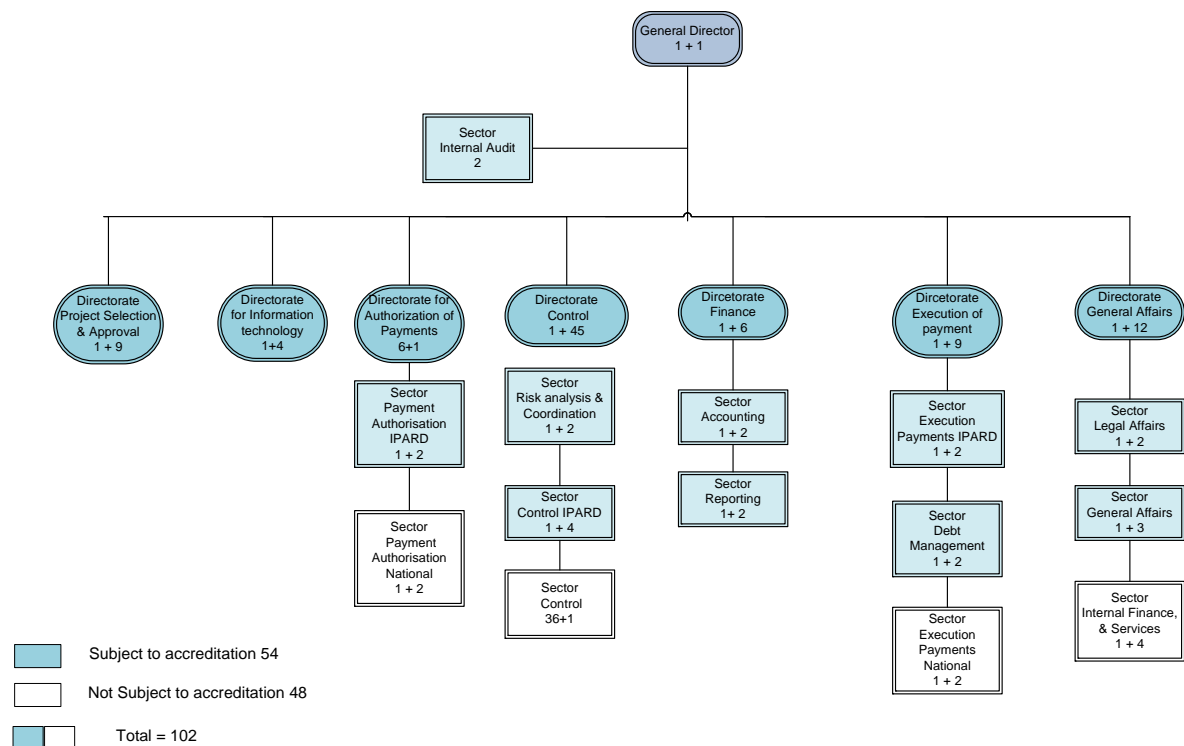 General Director
1 + 1
Sector
Internal Audit
2
Directorate
Project Selection
& Approval
1 + 9
Directorate
for Information
technology
1+4
Directorate for
Authorization of
Payments
6+1
Directorate
Control
1 + 45
Dircetorate
Finance
1 + 6
Dircetorate
Execution of
payment
1 + 9
Directorate
General Affairs
1 + 12
Sector
Payment
Authorisation
IPARD
1 + 2
Sector
Payment
Authorisation
National
1 + 2
Sector
Risk analysis &
Coordination
1 + 2
Sector
Control IPARD
1 + 4
Sector
Control
36+1
Sector
Accounting
1 + 2
Sector
Reporting
1+ 2
Sector
Execution
Payments IPARD
1 + 2
Sector
Debt
Management
1 + 2
Sector
Execution
Payments
National
1 + 2
Sector
Legal Affairs
1 + 2
Sector
General Affairs
1 + 3
Sector
Internal Finance,
& Services
1 + 4
Subject to accreditation 54
Not Subject to accreditation 48
Total = 102